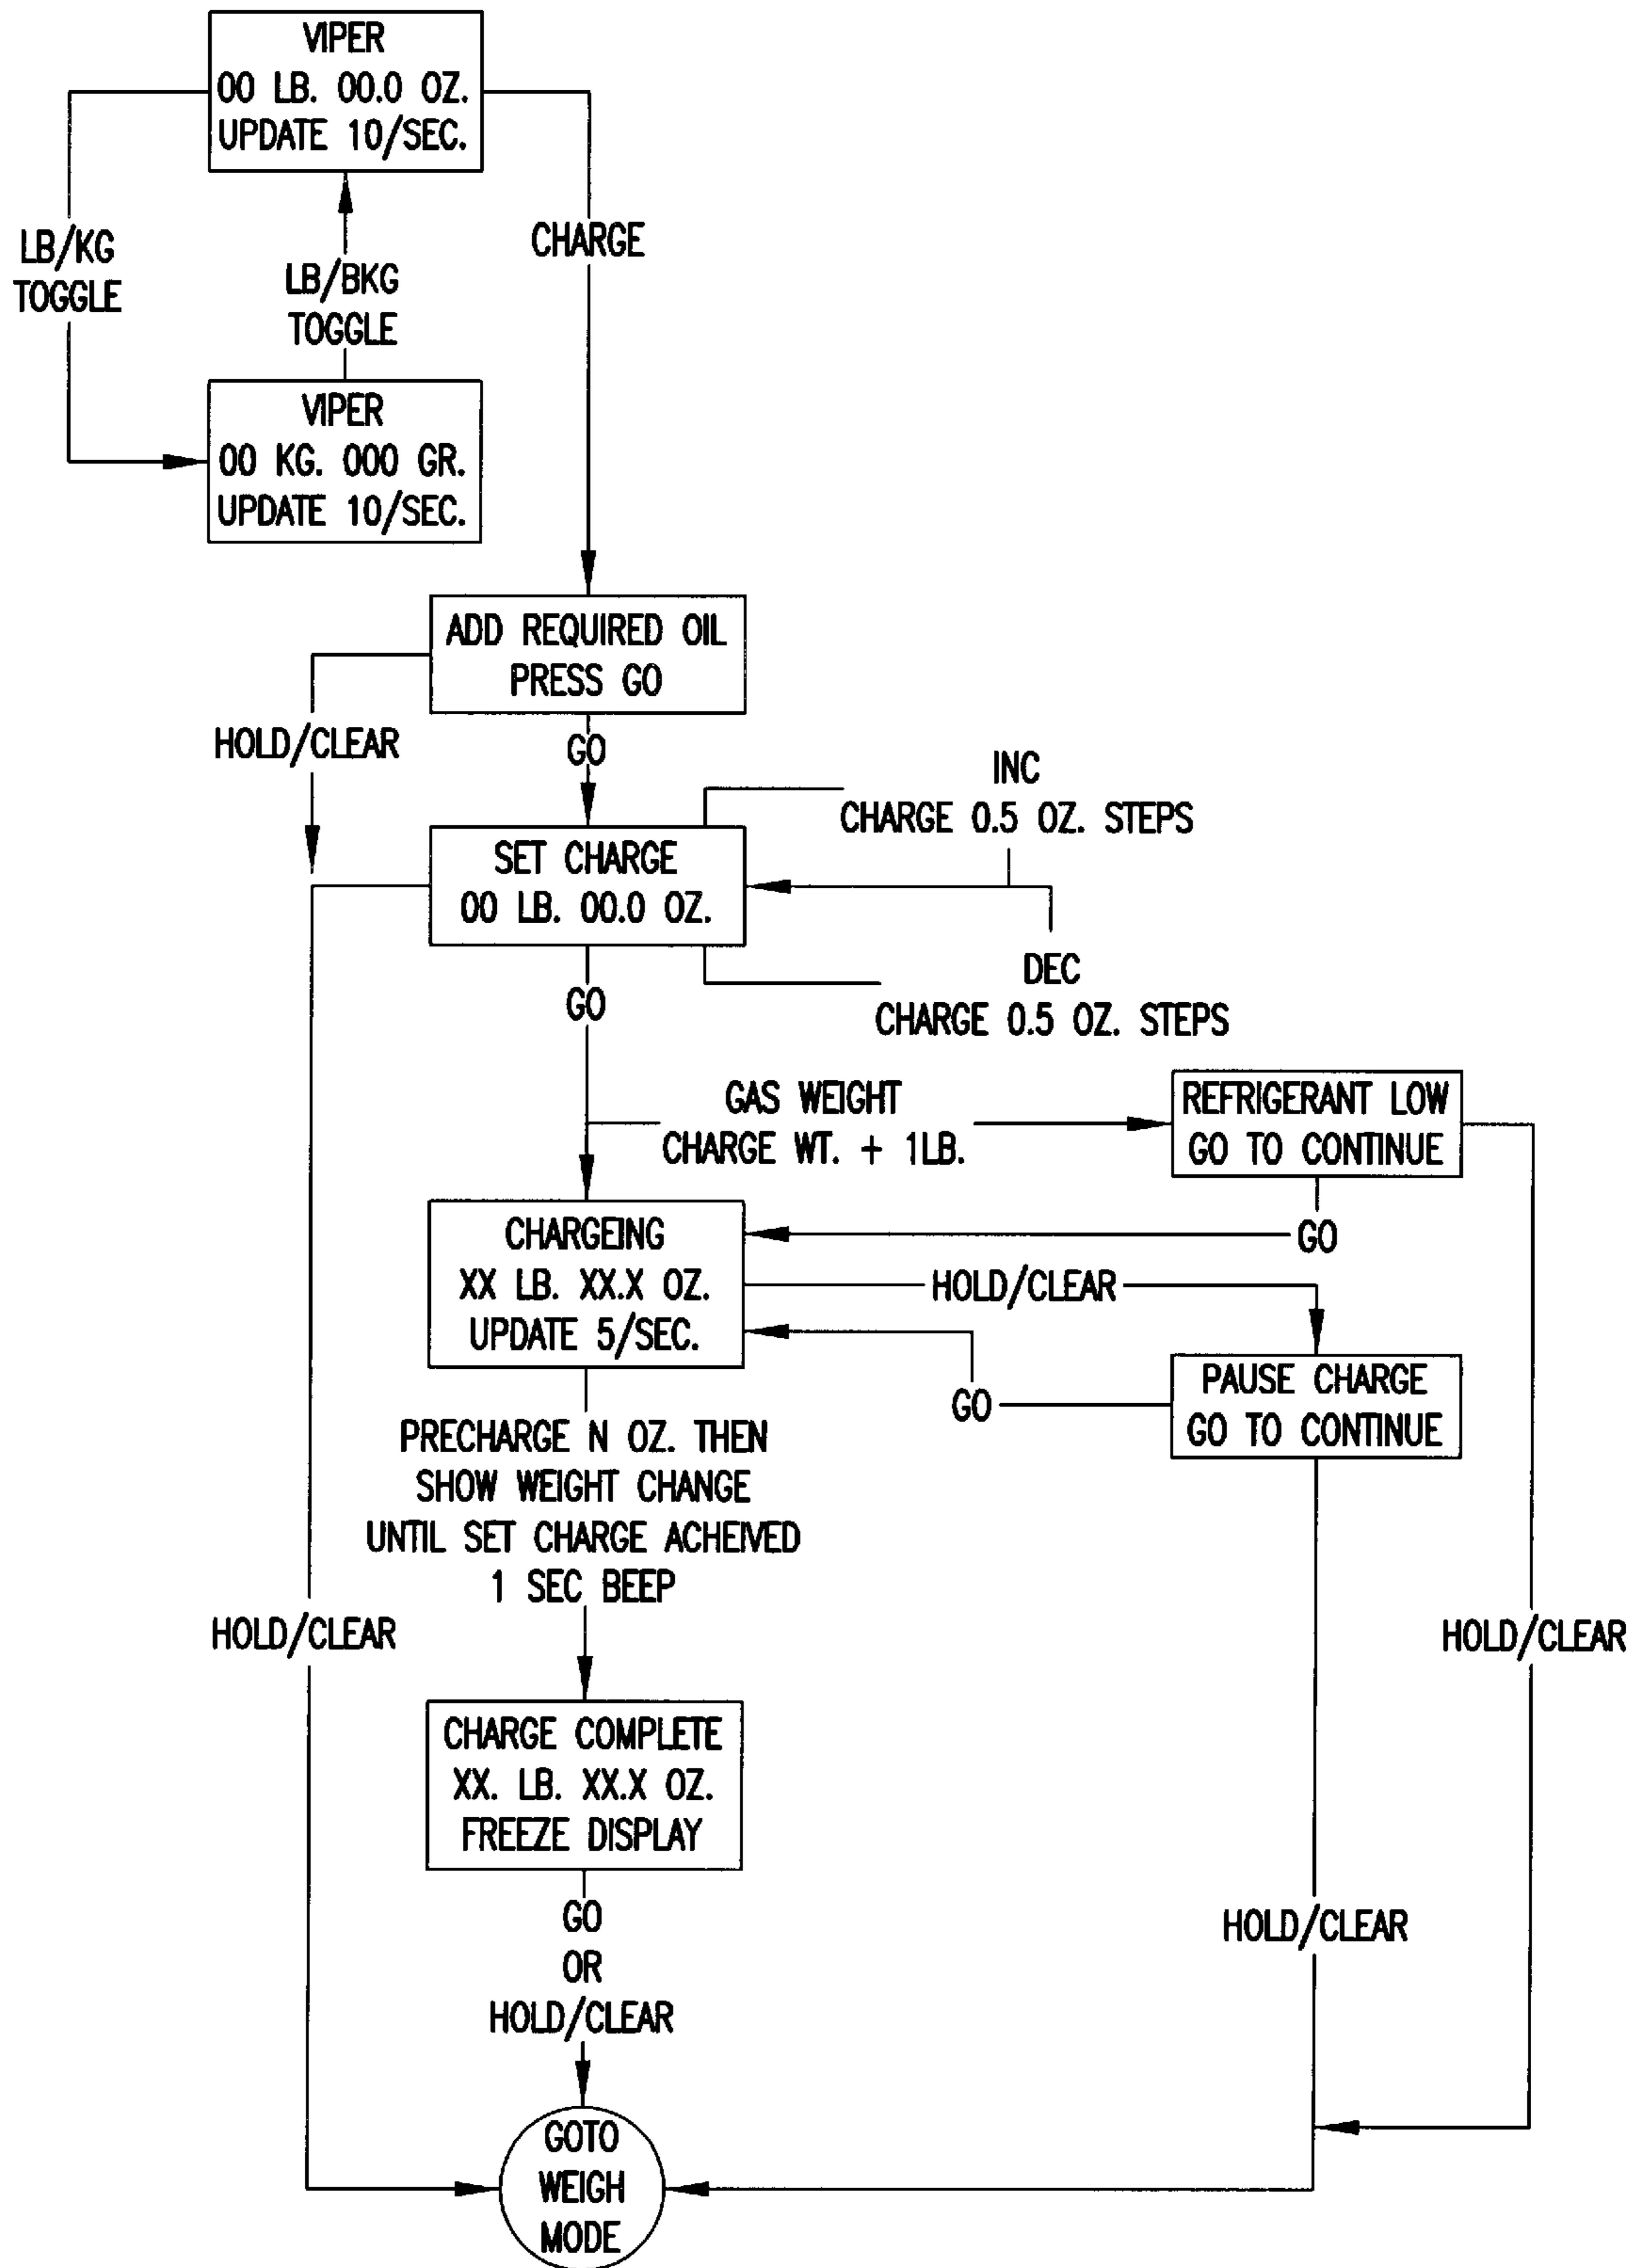 VIPER
00 LB. 00.0 OZ.
UPDATE 10/SEC.
LB/KG
TOGGLE
CHARGE
LB/BKG
TOGGLE
VIPER
00 KG. 000 GR.
UPDATE 10/SEC.
ADD REQUIRED OIL
PRESS GO
HOLD/CLEAR
GO
INC
CHARGE 0.5 OZ. STEPS
SET CHARGE
00 LB. 00.0 OZ.
DEC
CHARGE 0.5 OZ. STEPS
GO
GAS WEIGHT
CHARGE WT. + 1LB.
REFRIGERANT LOW
GO TO CONTINUE
GO
CHARGEING
XX LB. XX.X OZ.
UPDATE 5/SEC.
HOLD/CLEAR
PAUSE CHARGE
GO TO CONTINUE
GO
PRECHARGE N OZ. THEN
SHOW WEIGHT CHANGE
UNTIL SET CHARGE ACHEIVED
1 SEC BEEP
HOLD/CLEAR
HOLD/CLEAR
CHARGE COMPLETE
XX. LB. XX.X OZ.
FREEZE DISPLAY
GO
OR
HOLD/CLEAR
HOLD/CLEAR
GOTO
WEIGH
MODE